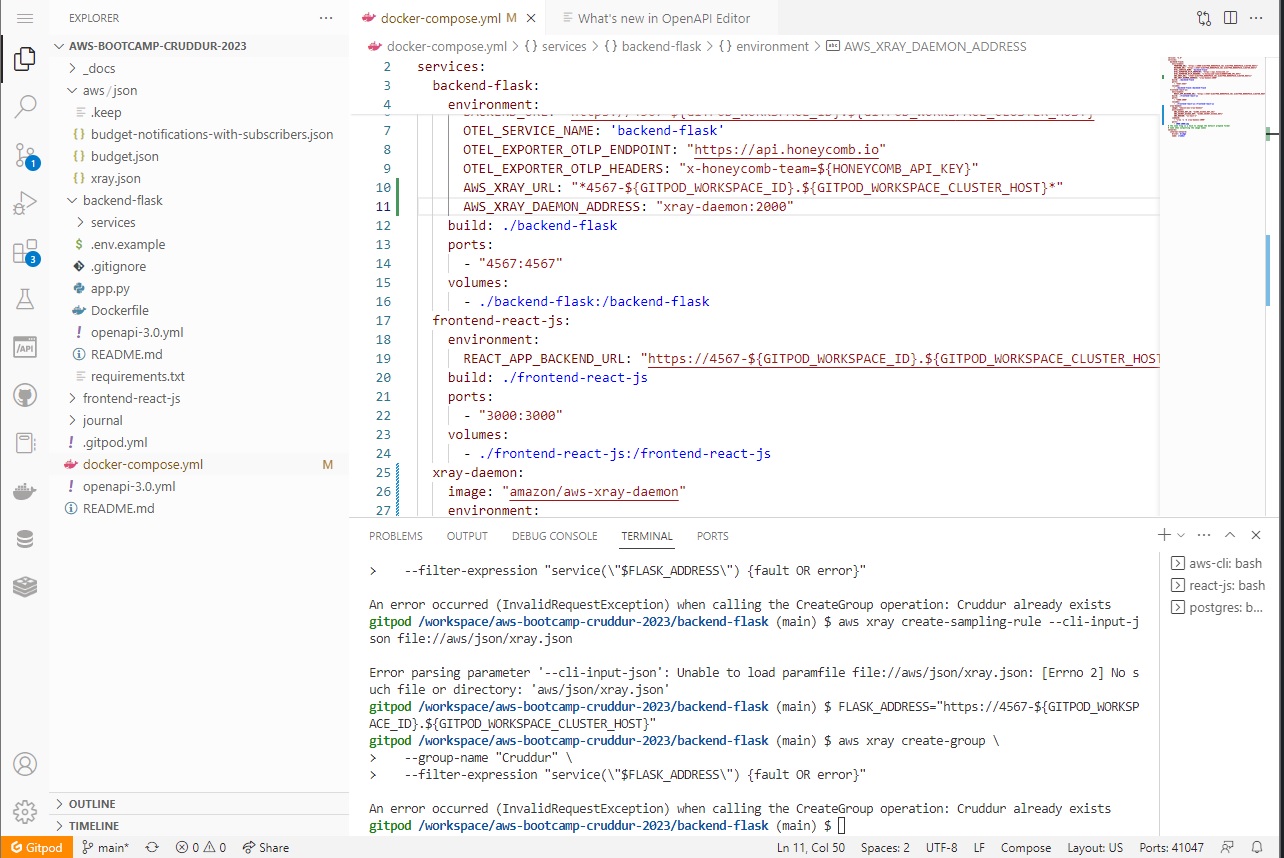 EXPLORER
AWS-BOOTCAMP-CRUDDUR-2023
_docs
aws / json
.keep
budget-notifications-with-subscribers.json
budget.json
xray.json
backend-flask
services
.env.example
.gitignore
app.py
Dockerfile
openapi-3.0.yml
README.md
requirements.txt
frontend-react-js
journal
.gitpod.yml
docker-compose.yml M
openapi-3.0.yml
README.md
OUTLINE
TIMELINE
1
3
/API
docker-compose.yml M
What's new in OpenAPI Editor
docker-compose.yml > {} services > {} backend-flask > {} environment > AWS_XRAY_DAEMON_ADDRESS
2 services:
3 backend-flask:
4 environment:
BACKEND_URL: "https://4567-${GITPOD_WORKSPACE_ID}.${GITPOD_WORKSPACE_CLUSTER_HOST}"
7 OTEL_SERVICE_NAME: 'backend-flask'
8 OTEL_EXPORTER_OTLP_ENDPOINT: "https://api.honeycomb.io"
9 OTEL_EXPORTER_OTLP_HEADERS: "x-honeycomb-team=${HONEYCOMB_API_KEY}"
10 AWS_XRAY_URL: "*4567-${GITPOD_WORKSPACE_ID}.${GITPOD_WORKSPACE_CLUSTER_HOST}*"
11 AWS_XRAY_DAEMON_ADDRESS: "xray-daemon:2000"
12 build: ./backend-flask
13 ports:
14 - "4567:4567"
15 volumes:
16 - ./backend-flask:/backend-flask
17 frontend-react-js:
18 environment:
19 REACT_APP_BACKEND_URL: "https://4567-${GITPOD_WORKSPACE_ID}.${GITPOD_WORKSPACE_CLUSTER_HOST
20 build: ./frontend-react-js
21 ports:
22 - "3000:3000"
23 volumes:
24 - ./frontend-react-js:/frontend-react-js
25 xray-daemon:
26 image: "amazon/aws-xray-daemon"
27 environment:
PROBLEMS OUTPUT DEBUG CONSOLE TERMINAL PORTS
> --filter-expression "service(\"$FLASK_ADDRESS\") {fault OR error}"
An error occurred (InvalidRequestException) when calling the CreateGroup operation: Cruddur already exists
gitpod /workspace/aws-bootcamp-cruddur-2023/backend-flask (main) $ aws xray create-sampling-rule --cli-input-j
son file://aws/json/xray.json
Error parsing parameter '--cli-input-json': Unable to load paramfile file://aws/json/xray.json: [Errno 2] No s
uch file or directory: 'aws/json/xray.json'
gitpod /workspace/aws-bootcamp-cruddur-2023/backend-flask (main) $ FLASK_ADDRESS="https://4567-${GITPOD_WORKSP
ACE_ID}.${GITPOD_WORKSPACE_CLUSTER_HOST}"
gitpod /workspace/aws-bootcamp-cruddur-2023/backend-flask (main) $ aws xray create-group \
> --group-name "Cruddur" \
> --filter-expression "service(\"$FLASK_ADDRESS\") {fault OR error}"
An error occurred (InvalidRequestException) when calling the CreateGroup operation: Cruddur already exists
gitpod /workspace/aws-bootcamp-cruddur-2023/backend-flask (main) $
aws-cli: bash
react-js: bash
postgres: b...
Gitpod main* 0 0 Share
Ln 11, Col 50 Spaces: 2 UTF-8 LF Compose Layout: US Ports: 41047